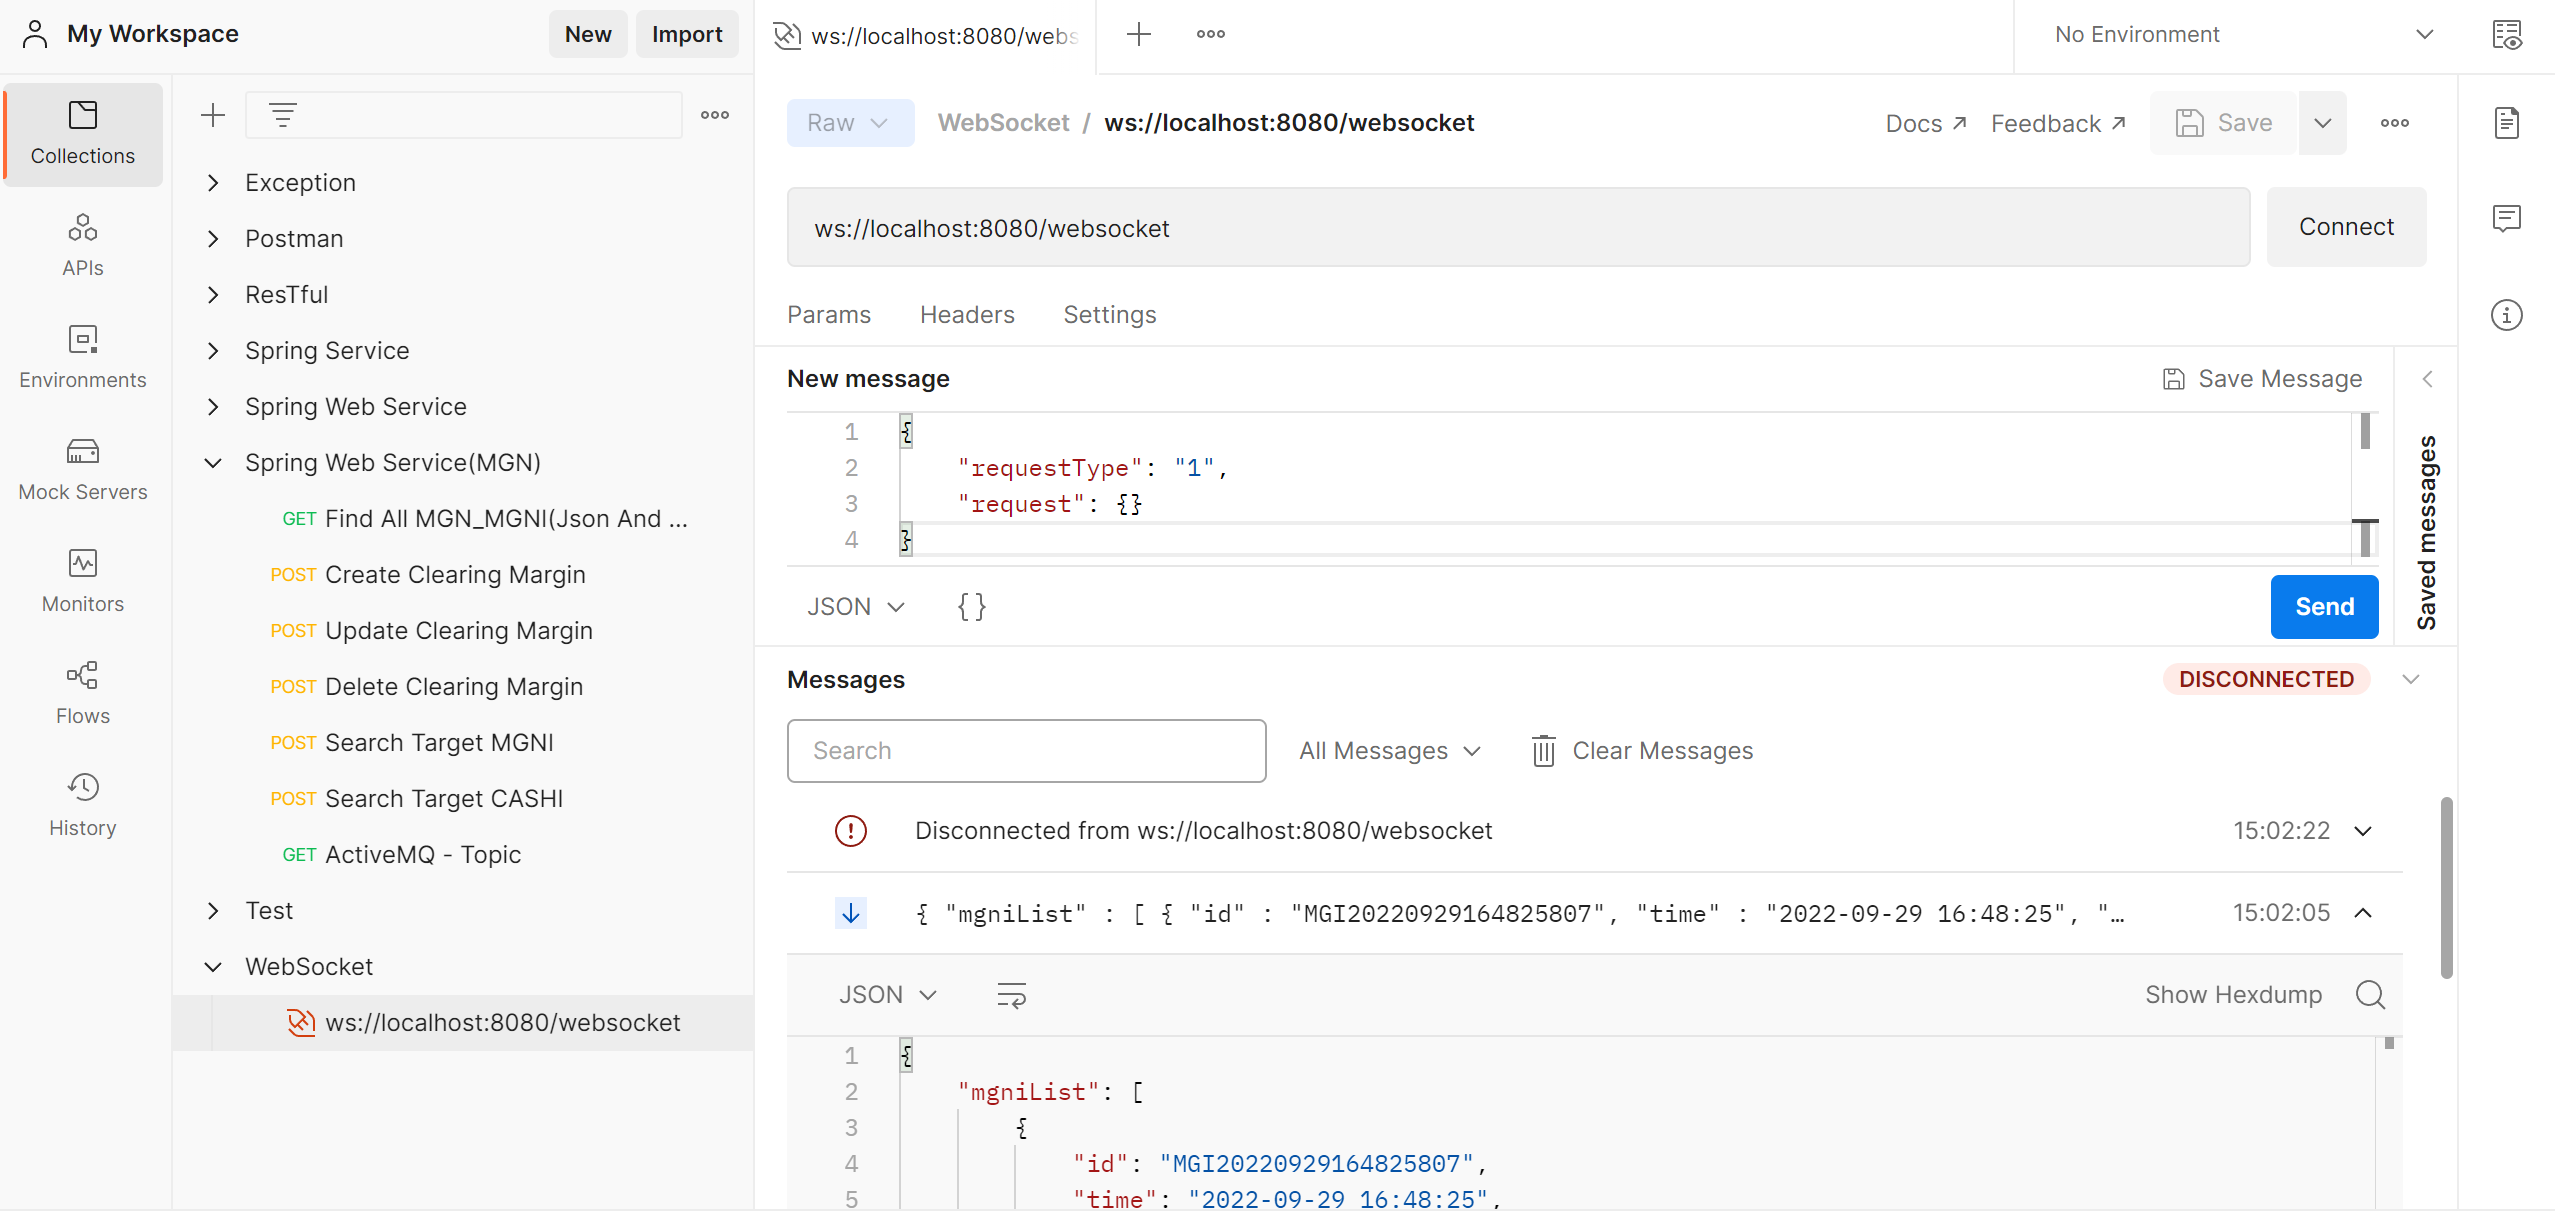 My Workspace
New
Import
Collections
APIs
Environments
Mock Servers
Monitors
Flows
History
Exception
Postman
ResTful
Spring Service
Spring Web Service
Spring Web Service(MGN)
GET Find All MGN_MGNI(Json And ...
POST Create Clearing Margin
POST Update Clearing Margin
POST Delete Clearing Margin
POST Search Target MGNI
POST Search Target CASHI
GET ActiveMQ - Topic
Test
WebSocket
ws://localhost:8080/websocket
ws://localhost:8080/webs
No Environment
Raw
WebSocket / ws://localhost:8080/websocket
Docs ↗ Feedback ↗
Save
ws://localhost:8080/websocket
Connect
Params Headers Settings
New message
Save Message
1 {
2 "requestType": "1",
3 "request": {}
4 }
JSON { }
Send
Saved messages
Messages
DISCONNECTED
Search
All Messages
Clear Messages
Disconnected from ws://localhost:8080/websocket 15:02:22
{ "mgniList" : [ { "id" : "MGI20220929164825807", "time" : "2022-09-29 16:48:25", "... 15:02:05
JSON
Show Hexdump
1 {
2 "mgniList": [
3 {
4 "id": "MGI20220929164825807",
5 "time": "2022-09-29 16:48:25",